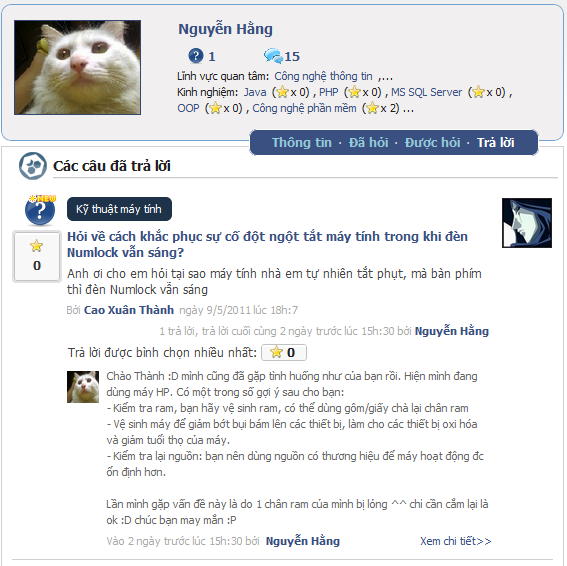 Nguyễn Hằng
? 1 15
Lĩnh vực quan tâm: Công nghệ thông tin ,...
Kinh nghiệm: Java (x 0) , PHP (x 0) , MS SQL Server (x 0) ,
OOP (x 0) , Công nghệ phần mềm (x 2) ...
Thông tin · Đã hỏi · Được hỏi · Trả lời
Các câu đã trả lời
NEW
?
Kỹ thuật máy tính
0
Hỏi về cách khắc phục sự cố đột ngột tắt máy tính trong khi đèn
Numlock vẫn sáng?
Anh ơi cho em hỏi tại sao máy tính nhà em tự nhiên tắt phụt, mà bàn phím
thì đèn Numlock vẫn sáng
Bởi Cao Xuân Thành ngày 9/5/2011 lúc 18h:7
1 trả lời, trả lời cuối cùng 2 ngày trước lúc 15h:30 bởi Nguyễn Hằng
Trả lời được bình chọn nhiều nhất: 0
Chào Thành :D mình cũng đã gặp tình huống như của bạn rồi. Hiện mình đang
dùng máy HP. Có một trong số gợi ý sau cho bạn:
- Kiểm tra ram, bạn hãy vệ sinh ram, có thể dùng gôm/giấy chà lại chân ram
- Vệ sinh máy để giảm bớt bụi bám lên các thiết bị, làm cho các thiết bị oxi hóa
và giảm tuổi thọ của máy.
- Kiểm tra lại nguồn: bạn nên dùng nguồn có thương hiệu để máy hoạt động đc
ổn định hơn.
Lần mình gặp vấn đề này là do 1 chân ram của mình bị lỏng ^^ chỉ cần cắm lại là
ok :D chúc bạn may mắn :P
Vào 2 ngày trước lúc 15h:30 bởi Nguyễn Hằng
Xem chi tiết>>